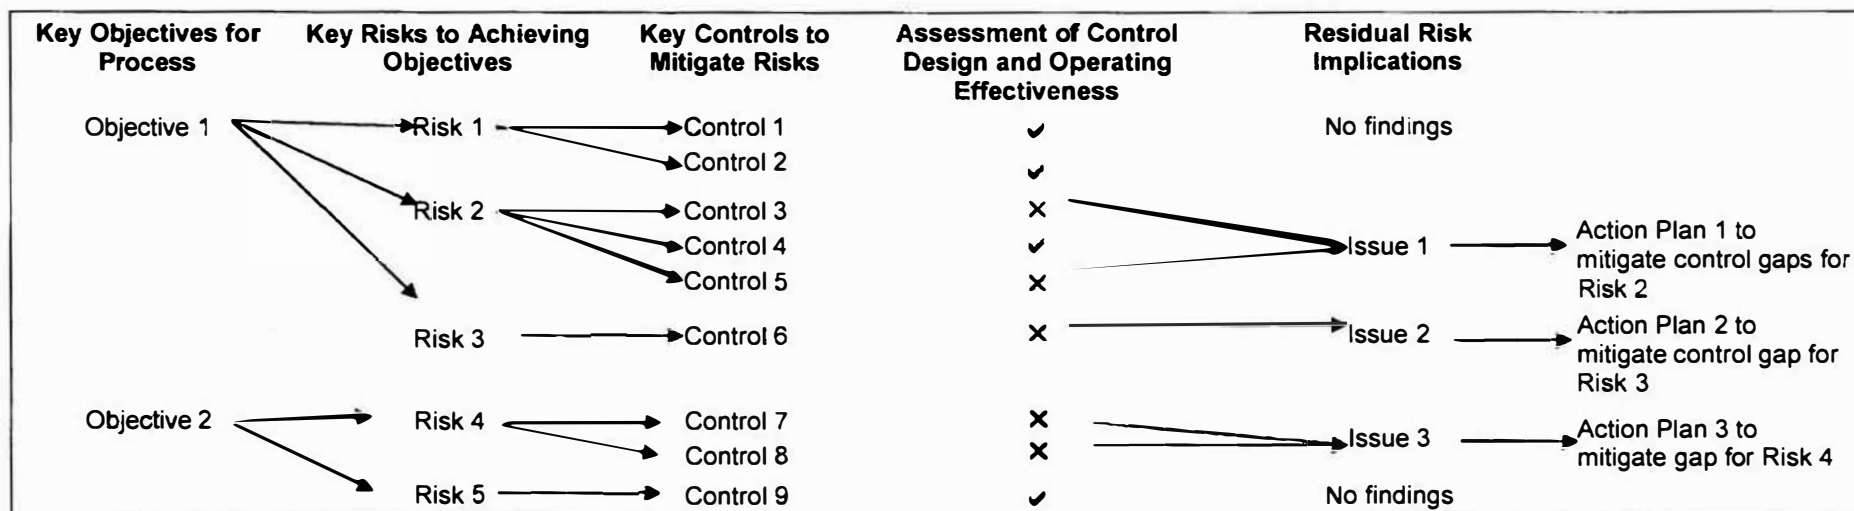 Key Objectives for Process
Key Risks to Achieving Objectives
Key Controls to Mitigate Risks
Assessment of Control Design and Operating Effectiveness
Residual Risk Implications
Objective 1
Risk 1
Control 1
✓
No findings
Control 2
✓
Risk 2
Control 3
×
Control 4
✓
Issue 1
Action Plan 1 to
mitigate control gaps for
Risk 2
Control 5
×
Risk 3
Control 6
×
Issue 2
Action Plan 2 to
mitigate control gap for
Risk 3
Objective 2
Risk 4
Control 7
×
Control 8
×
Issue 3
Action Plan 3 to
mitigate gap for Risk 4
Risk 5
Control 9
✓
No findings